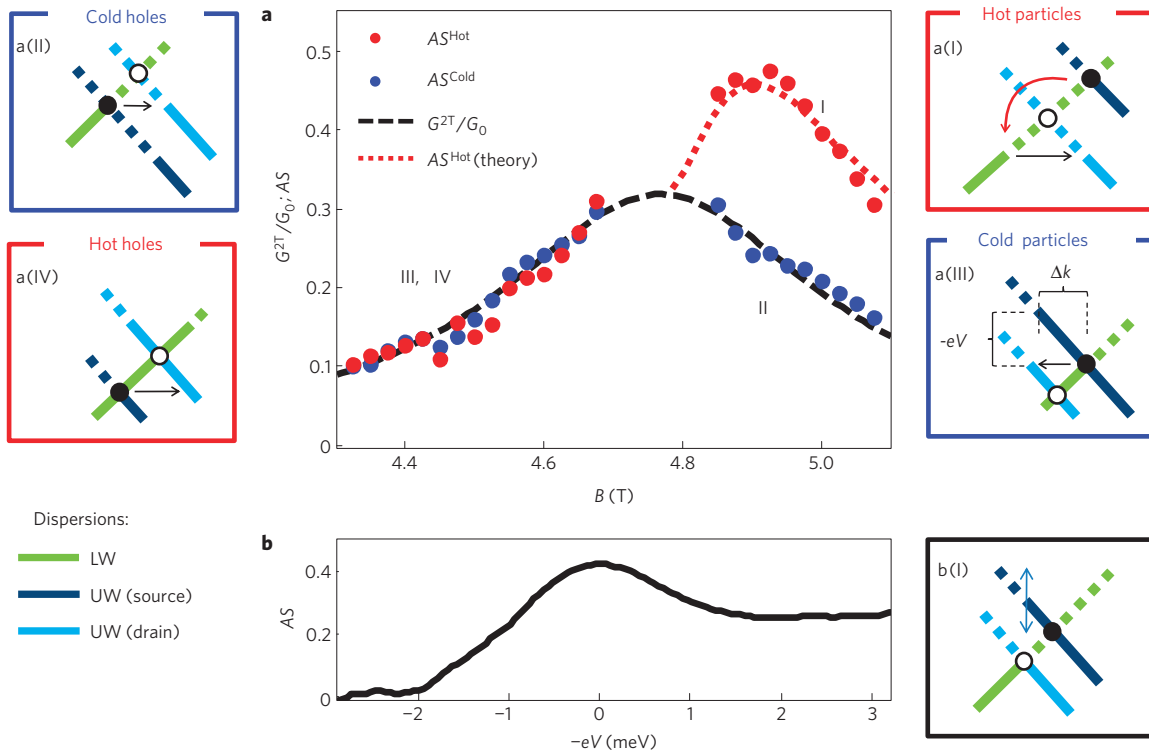 Cold holes
a(II)
Hot holes
a(IV)
Dispersions:
LW
UW (source)
UW (drain)
a
AS^Hot
AS^Cold
G^2T/G_0
AS^Hot (theory)
I
III, IV
II
0.5
0.4
0.3
0.2
0.1
0
G^2T/G_0; AS
4.4 4.6 4.8 5.0
B (T)
b
0.4
0.2
0
AS
−2 −1 0 1 2 3
−eV (meV)
Hot particles
a(I)
Cold particles
a(III)
Δk
-eV
b(I)